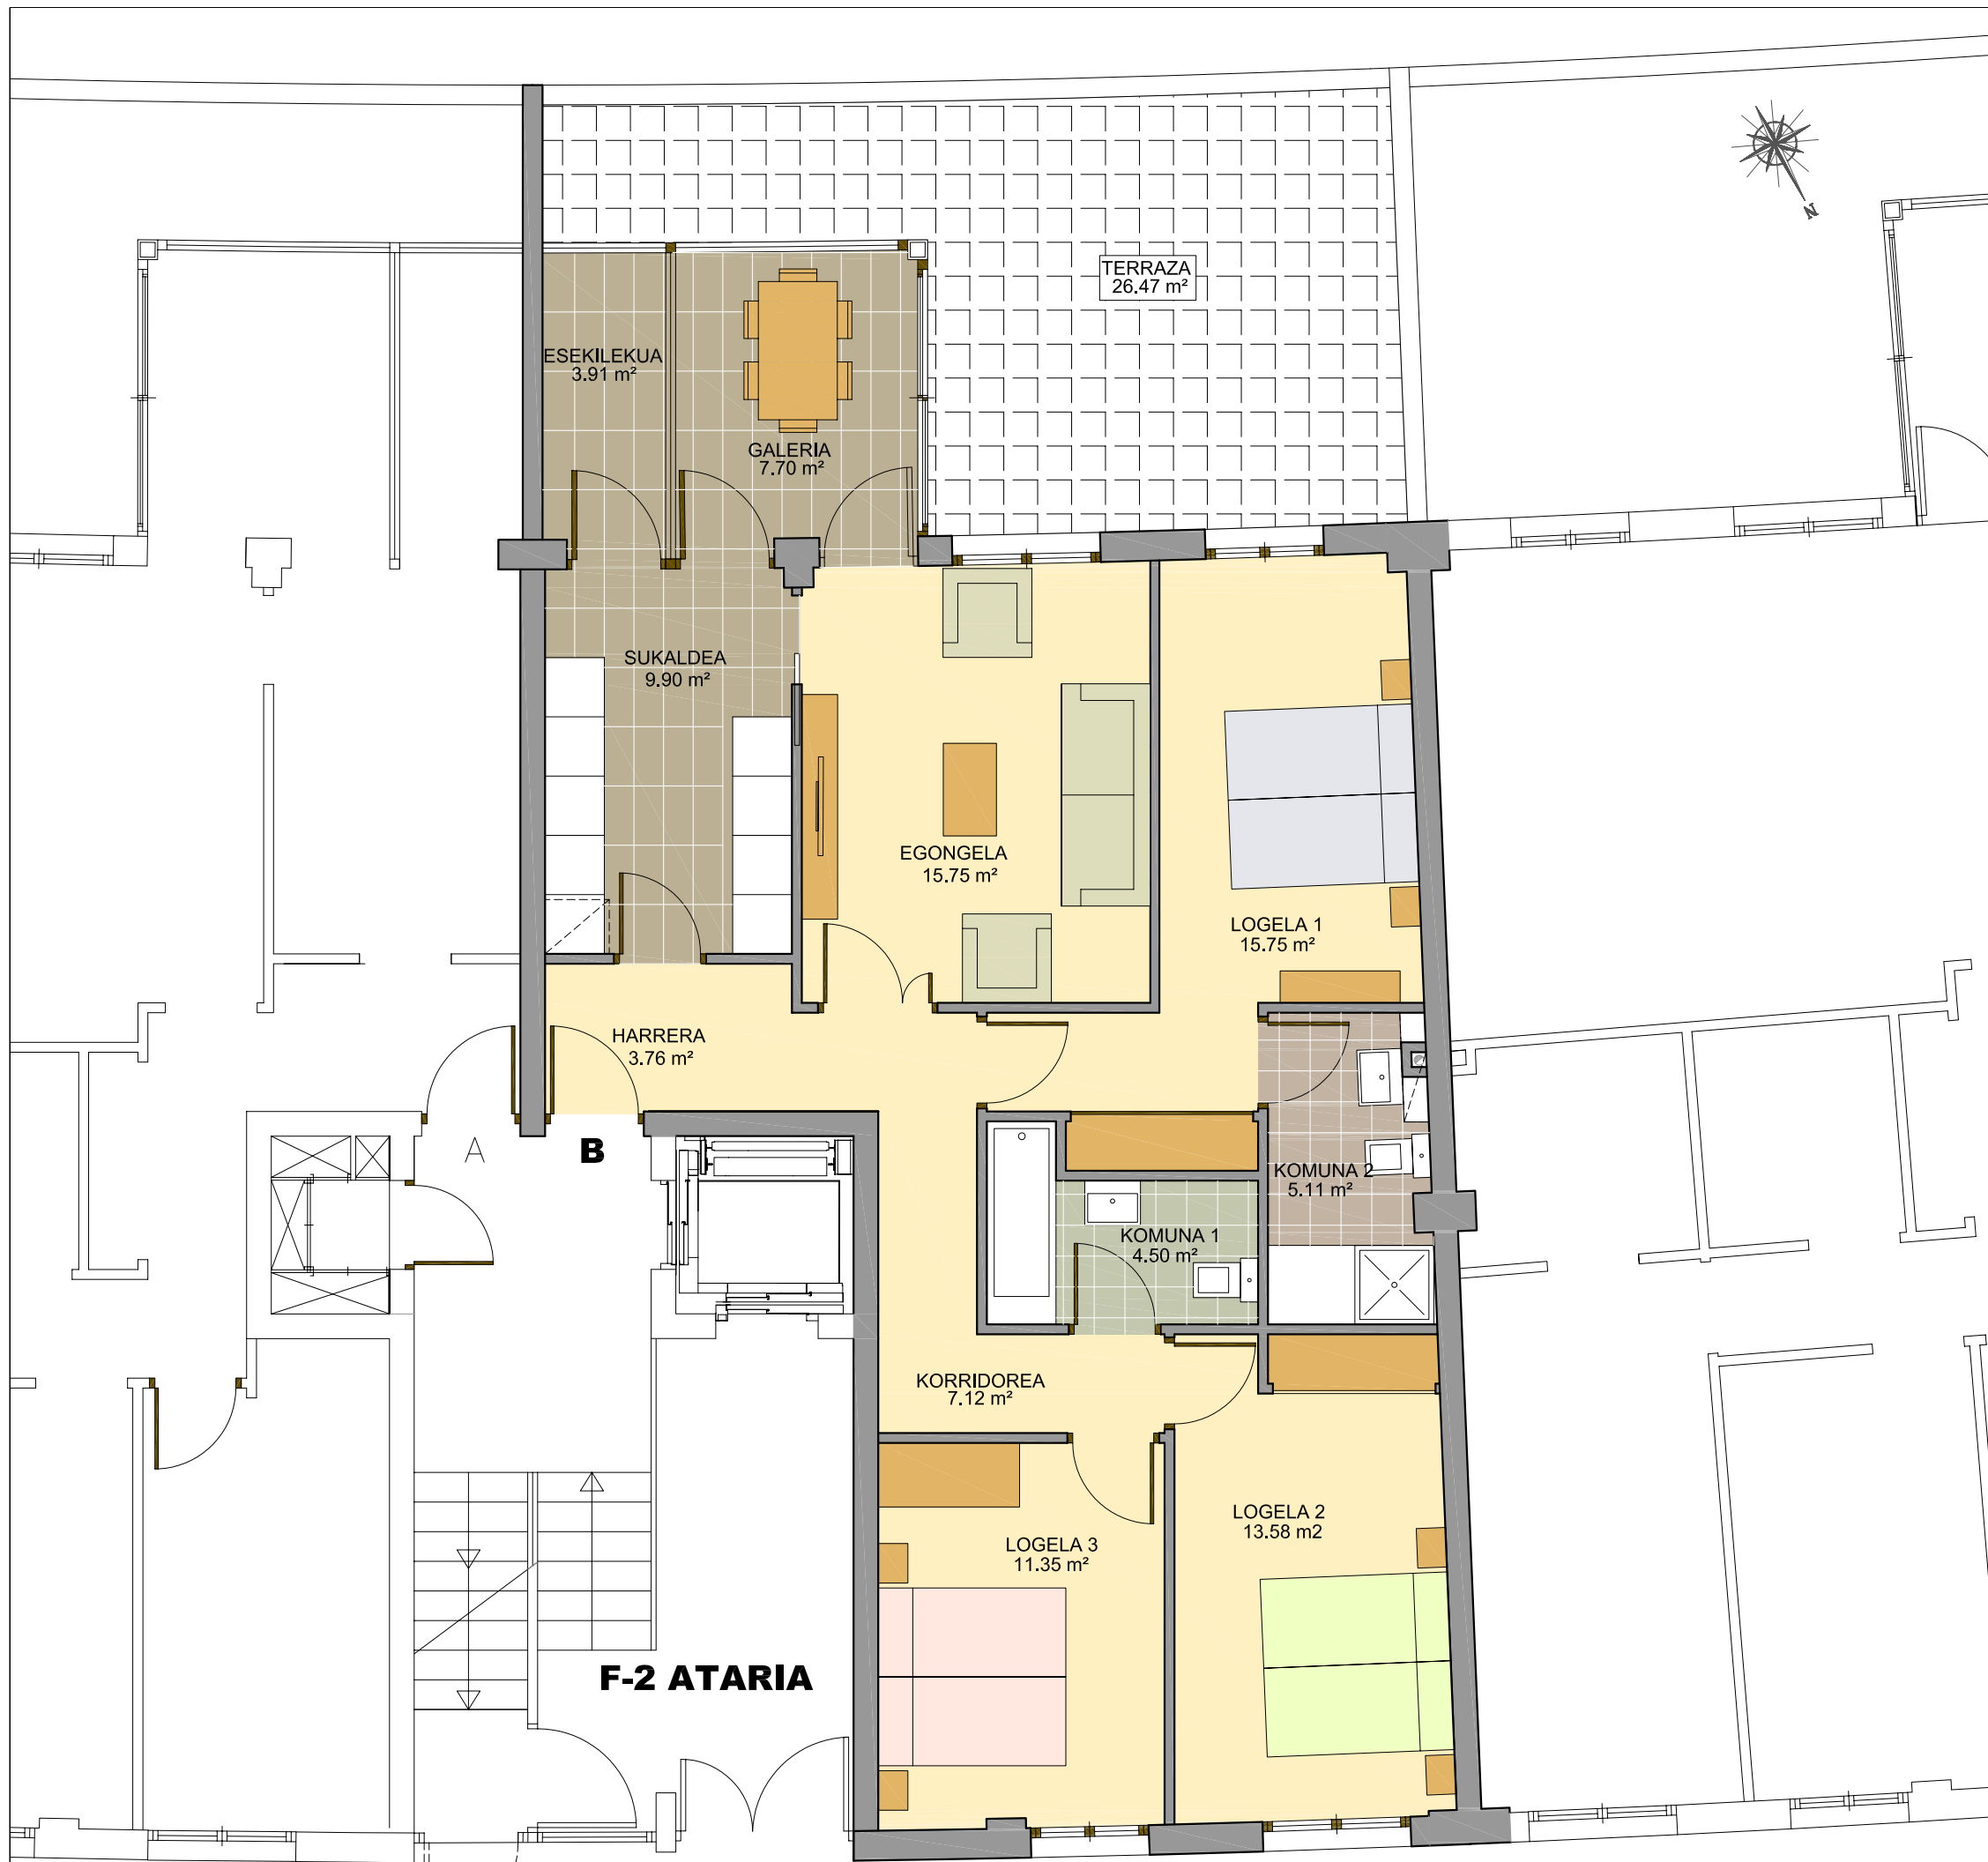 N
TERRAZA
26.47 m²
ESEKILEKUA
3.91 m²
GALERIA
7.70 m²
SUKALDEA
9.90 m²
EGONGELA
15.75 m²
LOGELA 1
15.75 m²
HARRERA
3.76 m²
A
B
KOMUNA 2
5.11 m²
KOMUNA 1
4.50 m²
KORRIDOREA
7.12 m²
LOGELA 2
13.58 m2
LOGELA 3
11.35 m²
F-2 ATARIA